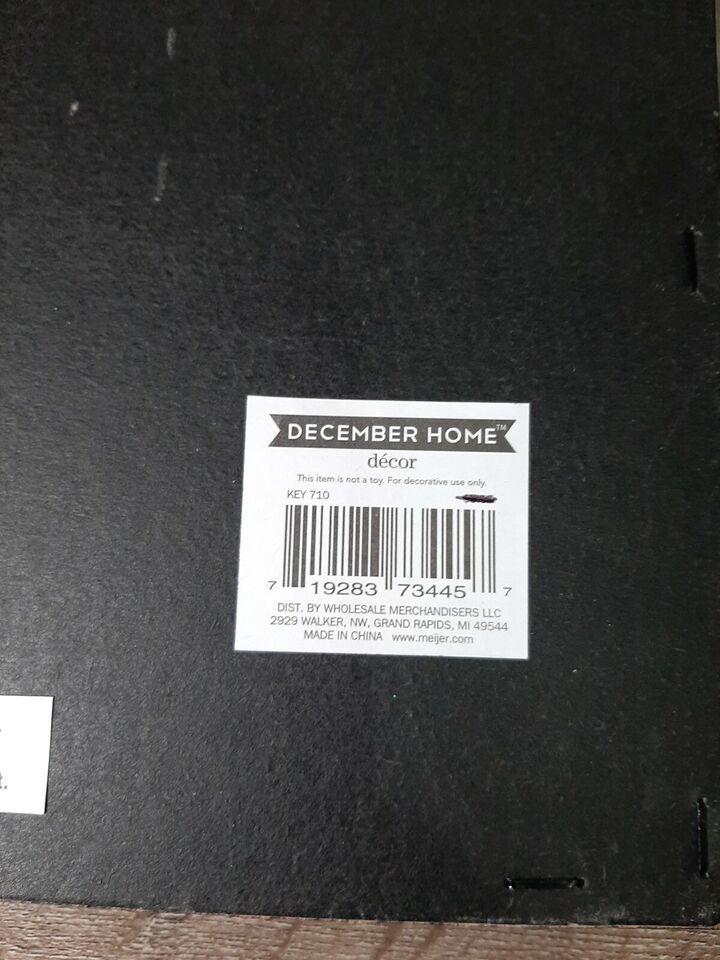 DECEMBER HOME™
décor
This item is not a toy. For decorative use only.
KEY 710
7 19283 73445 7
DIST. BY WHOLESALE MERCHANDISERS LLC
2929 WALKER, NW, GRAND RAPIDS, MI 49544
MADE IN CHINA www.meijer.com
t.